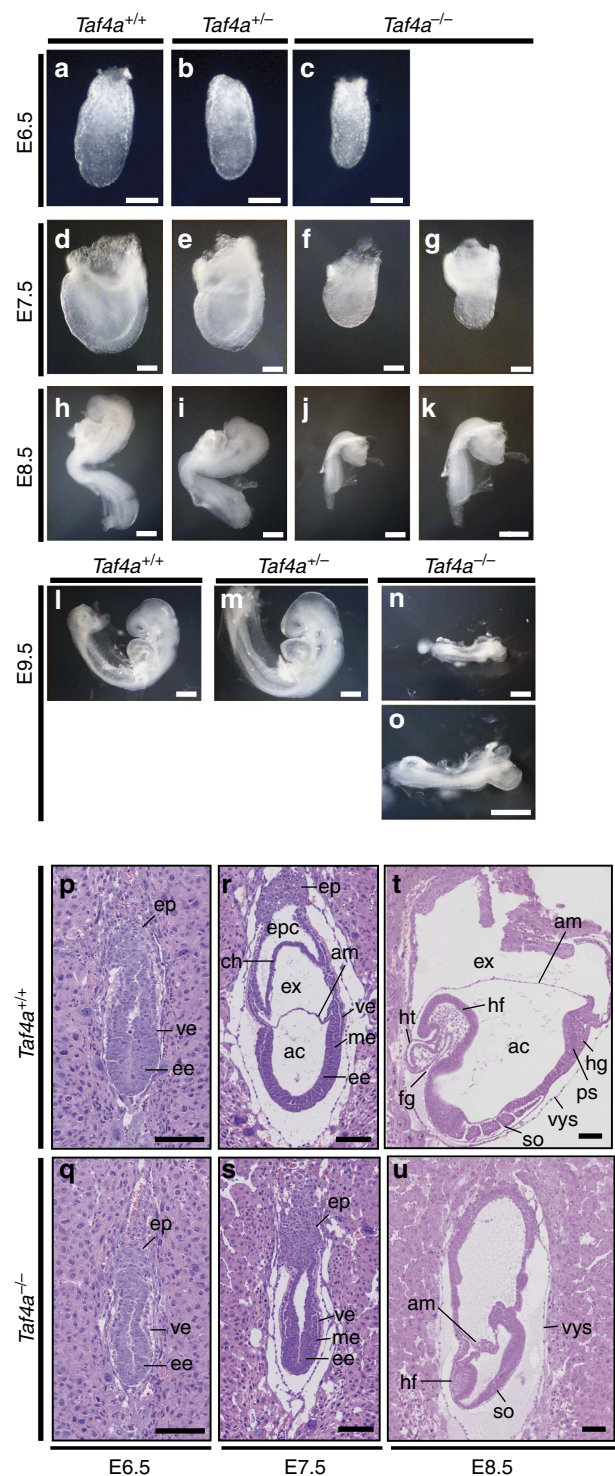 Taf4a+/+ Taf4a+/– Taf4a–/–
E6.5
a b c
E7.5
d e f g
E8.5
h i j k
Taf4a+/+ Taf4a+/– Taf4a–/–
E9.5
l m n
o
Taf4a+/+
p
ep
ve
ee
r
ep
epc
ch
am
ex
ve
ac
me
ee
t
am
ex
hf
ht
ac
hg
fg
ps
vys
so
Taf4a–/–
q
ep
ve
ee
s
ep
ve
me
ee
u
am
vys
hf
so
E6.5 E7.5 E8.5